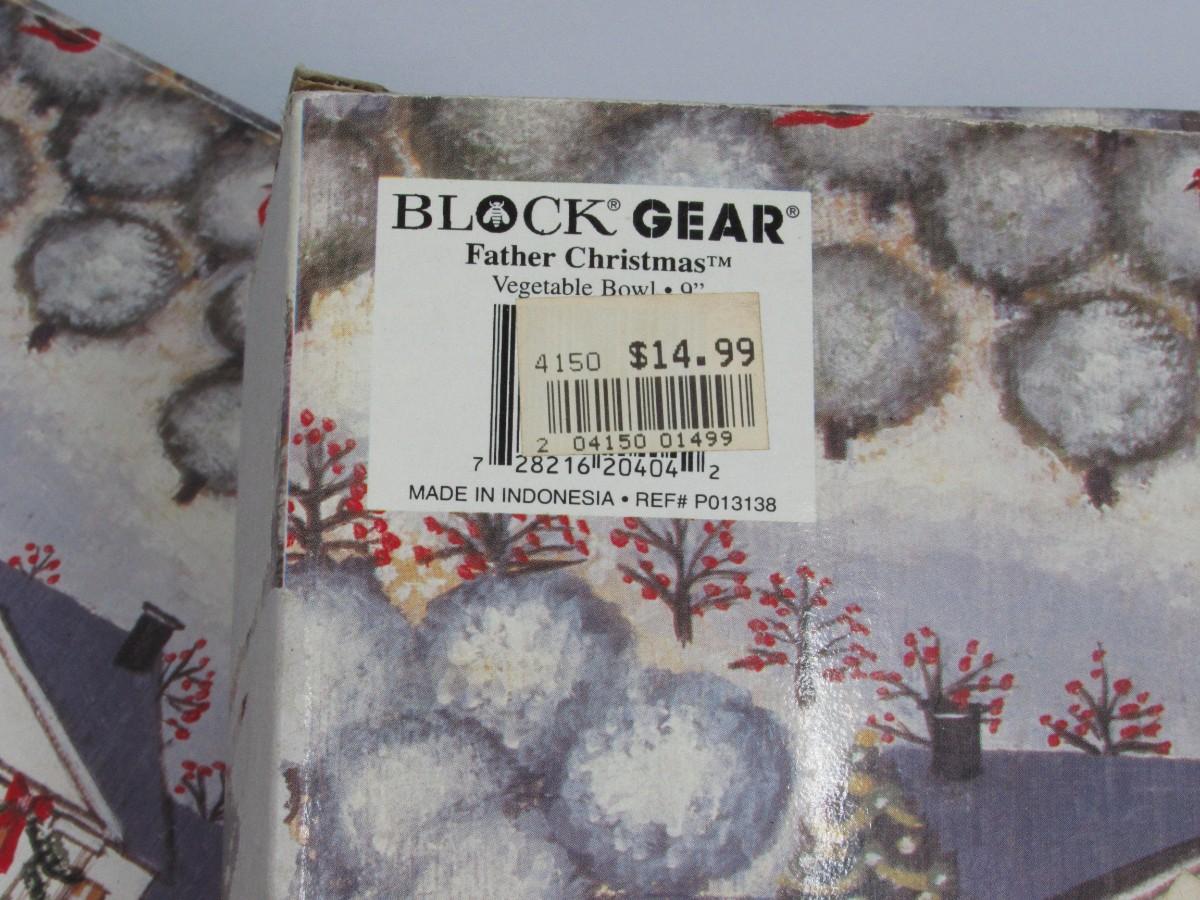 BLOCK® GEAR®
Father Christmas™
Vegetable Bowl • 9"
4150 $14.99
2 04150 01499
7 28216 20404 2
MADE IN INDONESIA • REF# P013138